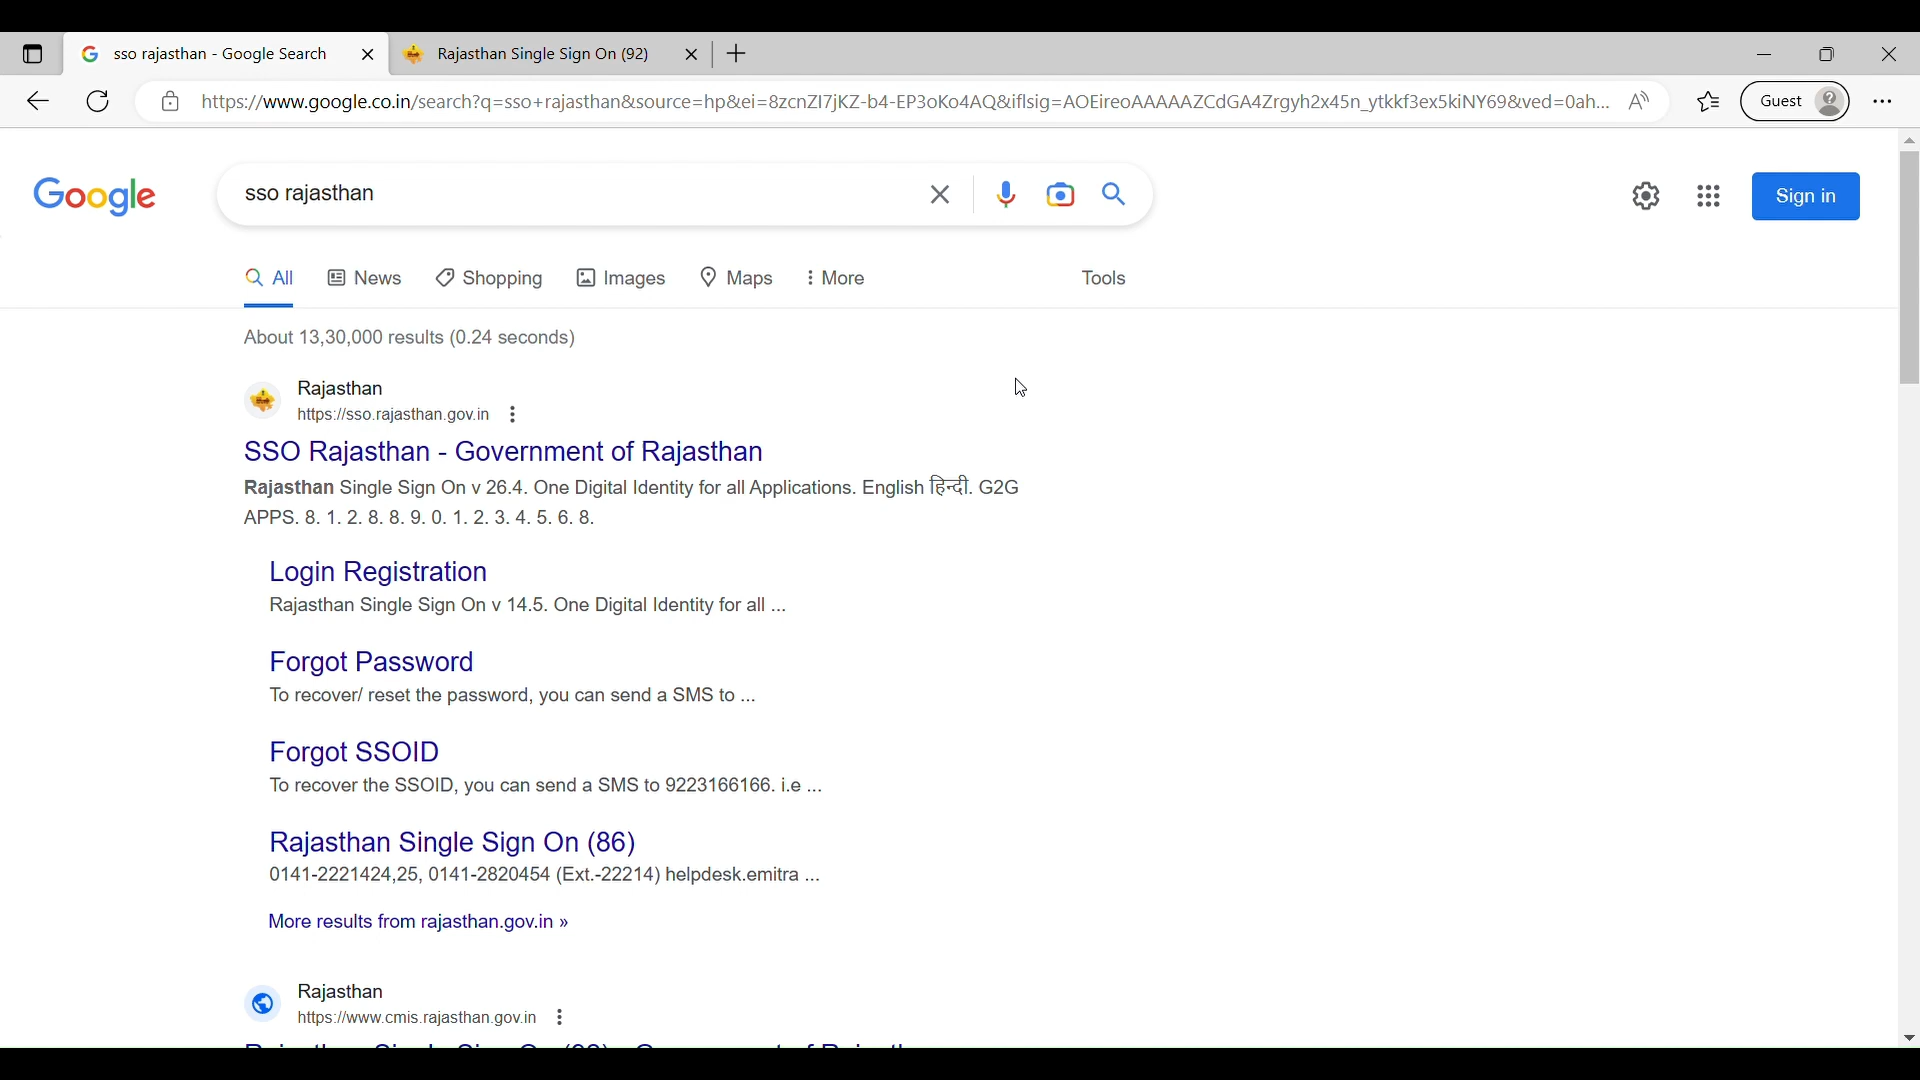 sso rajasthan - Google Search
Rajasthan Single Sign On (92)
https://www.google.co.in/search?q=sso+rajasthan&source=hp&ei=8zcnZI7jKZ-b4-EP3oKo4AQ&iflsig=AOEireoAAAAAZCdGA4Zrgyh2x45n_ytkkf3ex5kiNY69&ved=0ah...
Guest
Google
sso rajasthan
Sign in
All News Shopping Images Maps More Tools
About 13,30,000 results (0.24 seconds)
Rajasthan
https://sso.rajasthan.gov.in
SSO Rajasthan - Government of Rajasthan
Rajasthan Single Sign On v 26.4. One Digital Identity for all Applications. English हिन्दी. G2G
APPS. 8. 1. 2. 8. 8. 9. 0. 1. 2. 3. 4. 5. 6. 8.
Login Registration
Rajasthan Single Sign On v 14.5. One Digital Identity for all ...
Forgot Password
To recover/ reset the password, you can send a SMS to ...
Forgot SSOID
To recover the SSOID, you can send a SMS to 9223166166. i.e ...
Rajasthan Single Sign On (86)
0141-2221424,25, 0141-2820454 (Ext.-22214) helpdesk.emitra ...
More results from rajasthan.gov.in »
Rajasthan
https://www.cmis.rajasthan.gov.in